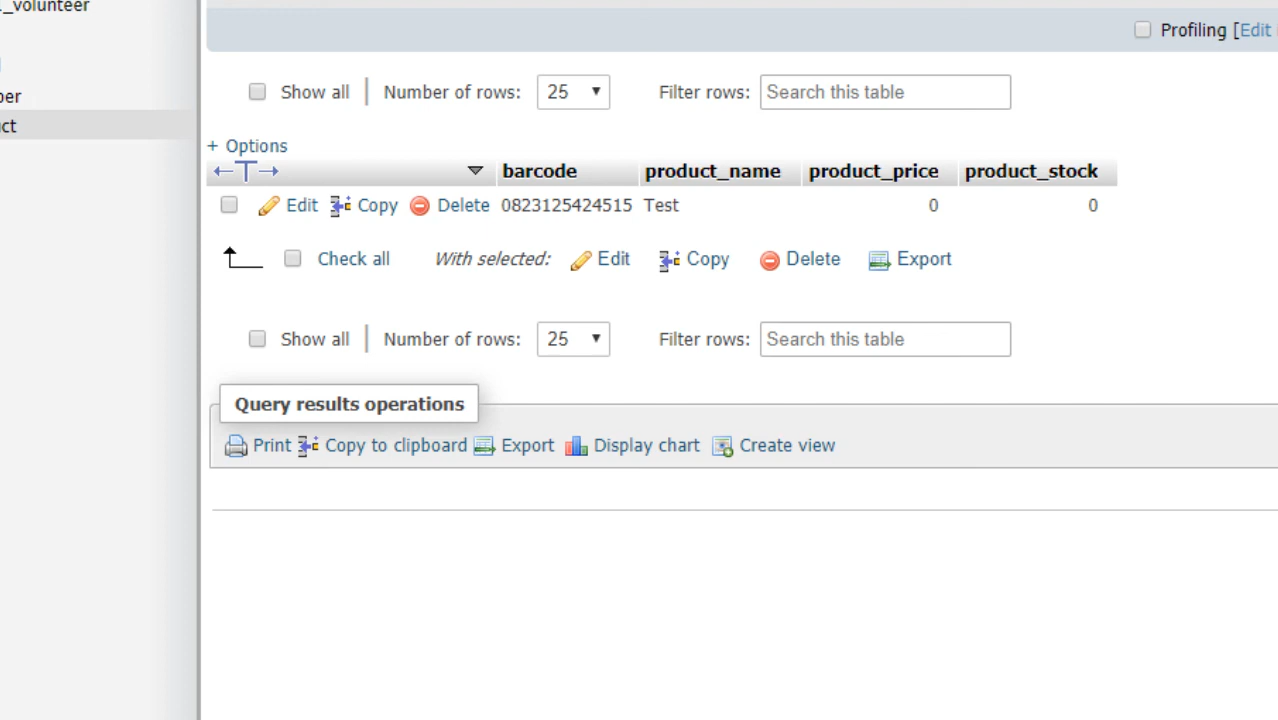 _volunteer
Profiling [Edit
ber
ct
Show all Number of rows: 25 Filter rows: Search this table
+ Options
barcode product_name product_price product_stock
Edit Copy Delete 0823125424515 Test 0 0
Check all With selected: Edit Copy Delete Export
Show all Number of rows: 25 Filter rows: Search this table
Query results operations
Print Copy to clipboard Export Display chart Create view